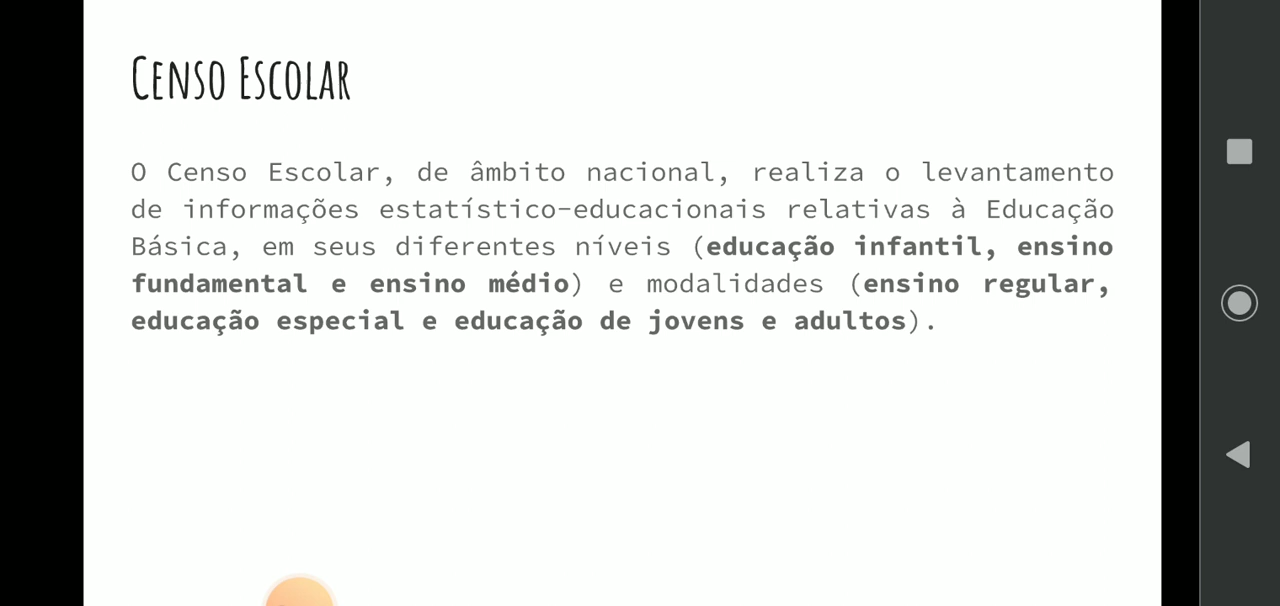 CENSO ESCOLAR
O Censo Escolar, de âmbito nacional, realiza o levantamento
de informações estatístico-educacionais relativas à Educação
Básica, em seus diferentes níveis (educação infantil, ensino
fundamental e ensino médio) e modalidades (ensino regular,
educação especial e educação de jovens e adultos).